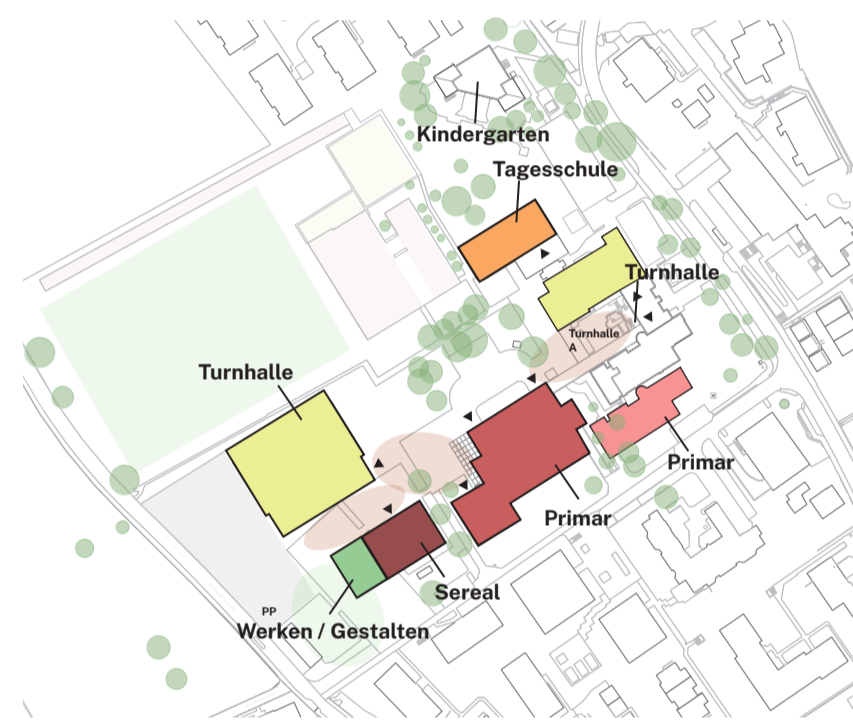 Kindergarten
Tagesschule
Turnhalle
Turnhalle
A
Turnhalle
Primar
Primar
Sereal
PP
Werken / Gestalten